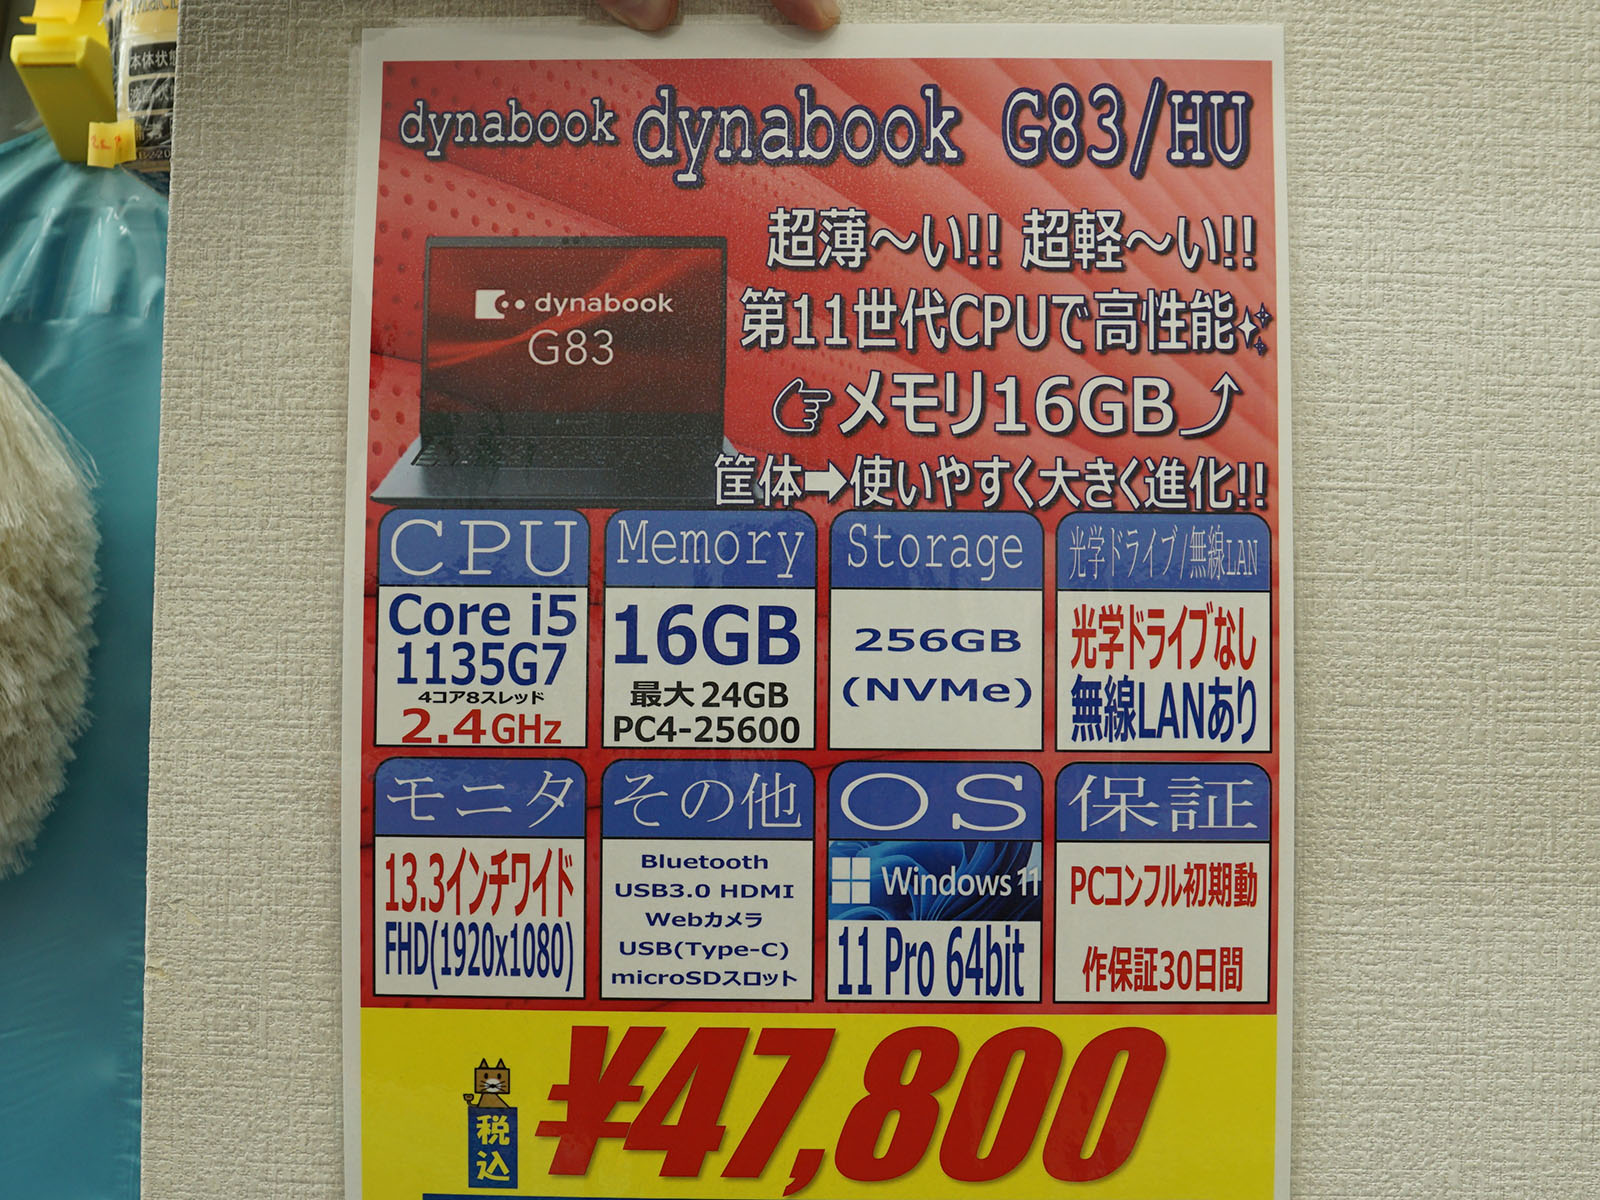 本体状態
dynabook dynabook G83/HU
超薄～い!! 超軽～い!!
第11世代CPUで高性能
メモリ16GB
筐体➡使いやすく大きく進化!!
dynabook
G83
CPU
Core i5
1135G7
4コア8スレッド
2.4GHz
Memory
16GB
最大24GB
PC4-25600
Storage
256GB
(NVMe)
光学ドライブ/無線LAN
光学ドライブなし
無線LANあり
モニタ
13.3インチワイド
FHD(1920x1080)
その他
Bluetooth
USB3.0 HDMI
Webカメラ
USB(Type-C)
microSDスロット
OS
Windows 11
11 Pro 64bit
保証
PCコンフル初期動
作保証30日間
税込
¥47,800